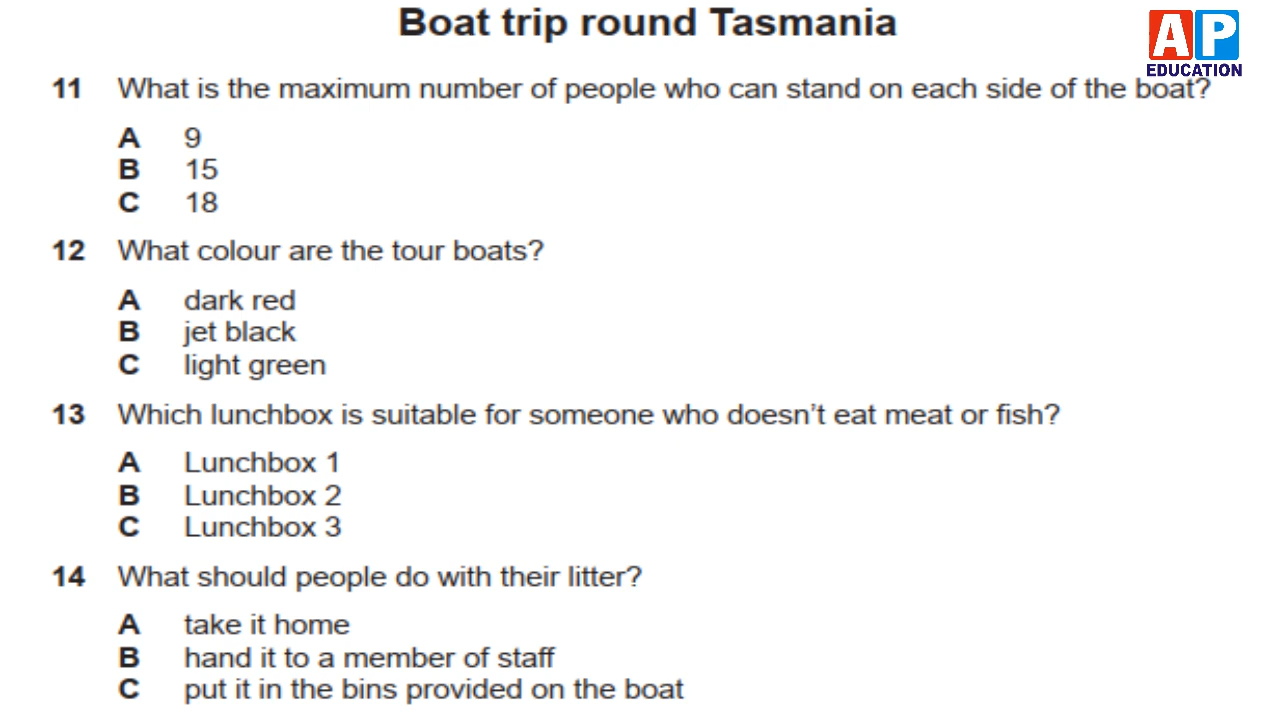 Boat trip round Tasmania
AP
EDUCATION
11 What is the maximum number of people who can stand on each side of the boat?
A 9
B 15
C 18
12 What colour are the tour boats?
A dark red
B jet black
C light green
13 Which lunchbox is suitable for someone who doesn't eat meat or fish?
A Lunchbox 1
B Lunchbox 2
C Lunchbox 3
14 What should people do with their litter?
A take it home
B hand it to a member of staff
C put it in the bins provided on the boat